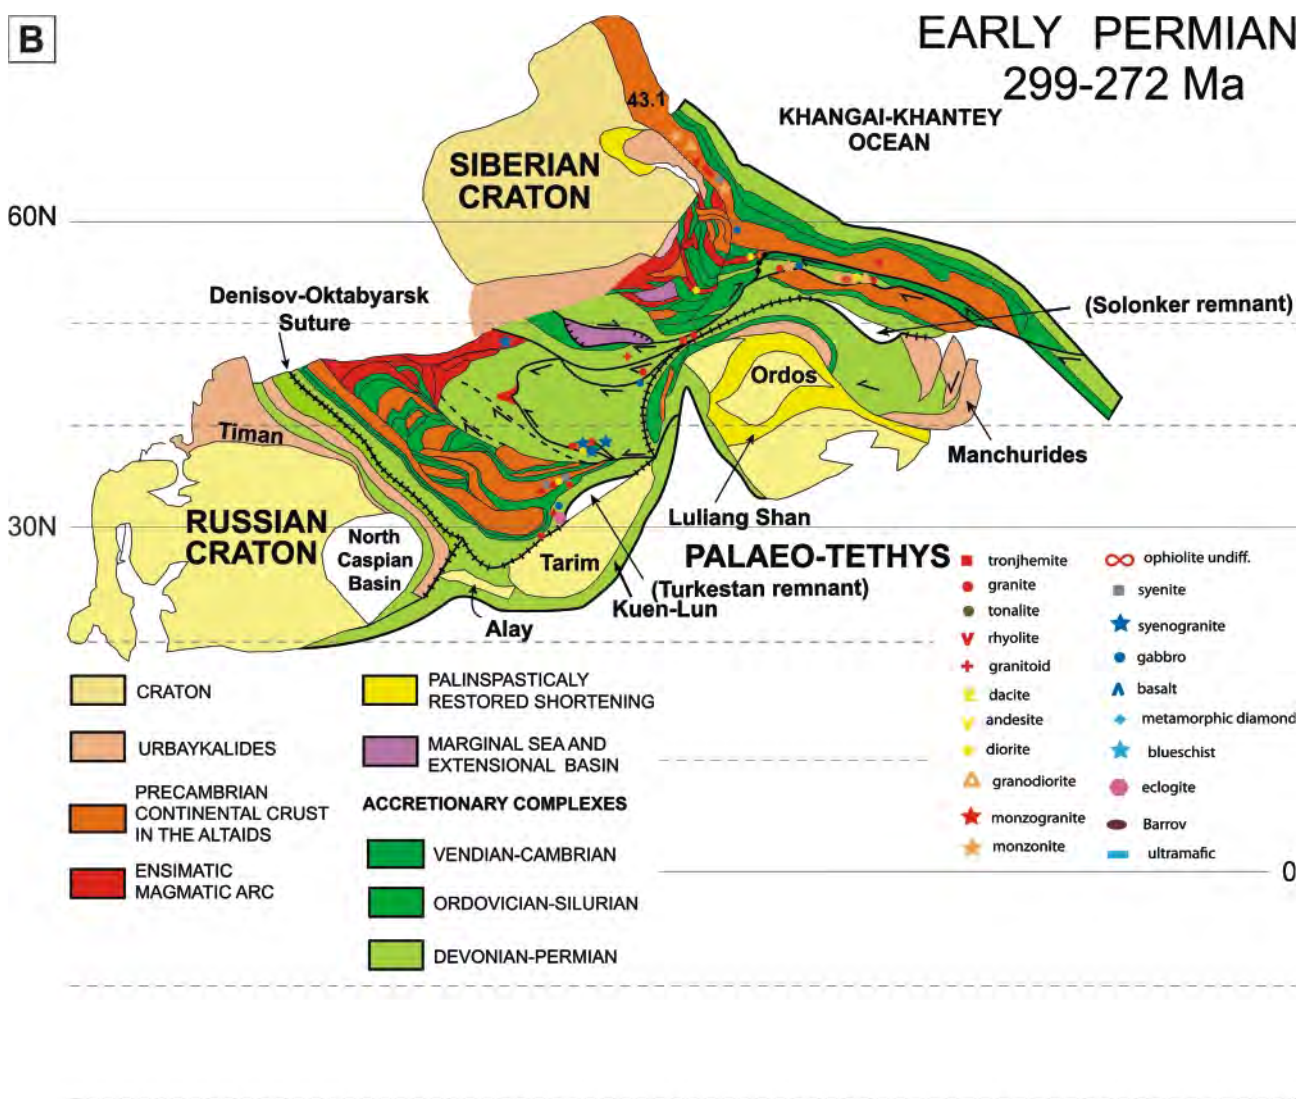 B
EARLY PERMIAN
299-272 Ma
43.1
KHANGAI-KHANTEY
OCEAN
SIBERIAN
CRATON
60N
Denisov-Oktabyarsk
Suture
(Solonker remnant)
Ordos
Timan
Manchurides
Luliang Shan
30N
RUSSIAN
CRATON
North
Caspian
Basin
Tarim
PALAEO-TETHYS
(Turkestan remnant)
Kuen-Lun
Alay
CRATON
URBAYKALIDES
PRECAMBRIAN
CONTINENTAL CRUST
IN THE ALTAIDS
ENSIMATIC
MAGMATIC ARC
PALINSPASTICALY
RESTORED SHORTENING
MARGINAL SEA AND
EXTENSIONAL BASIN
ACCRETIONARY COMPLEXES
VENDIAN-CAMBRIAN
ORDOVICIAN-SILURIAN
DEVONIAN-PERMIAN
tronjhemite
granite
tonalite
rhyolite
granitoid
dacite
andesite
diorite
granodiorite
monzogranite
monzonite
ophiolite undiff.
syenite
syenogranite
gabbro
basalt
metamorphic diamond
blueschist
eclogite
Barrov
ultramafic
0